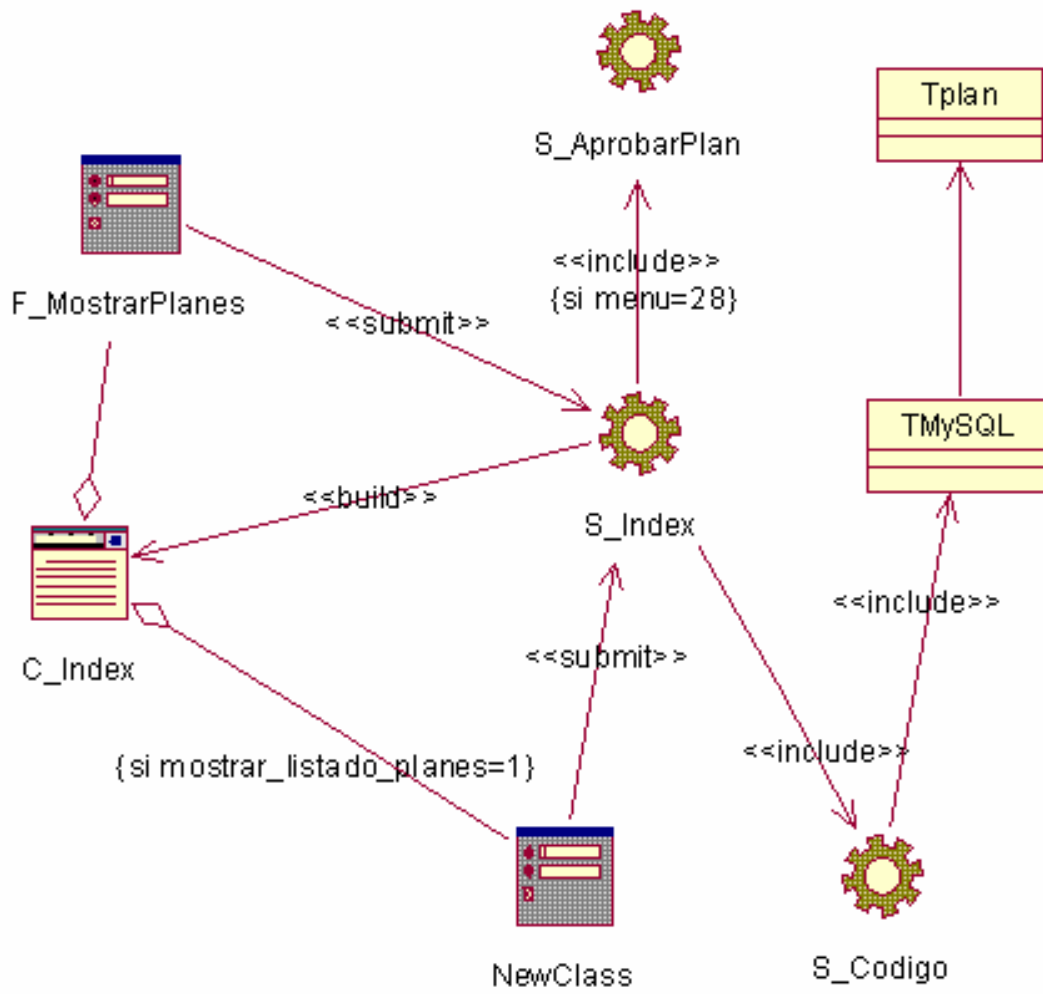 Tplan
S_AprobarPlan
<<include>>
{si menu=28}
F_MostrarPlanes
<<submit>>
TMySQL
<<build>>
S_Index
<<include>>
C_Index
<<submit>>
<<include>>
{si mostrar_listado_planes=1}
S_Codigo
NewClass